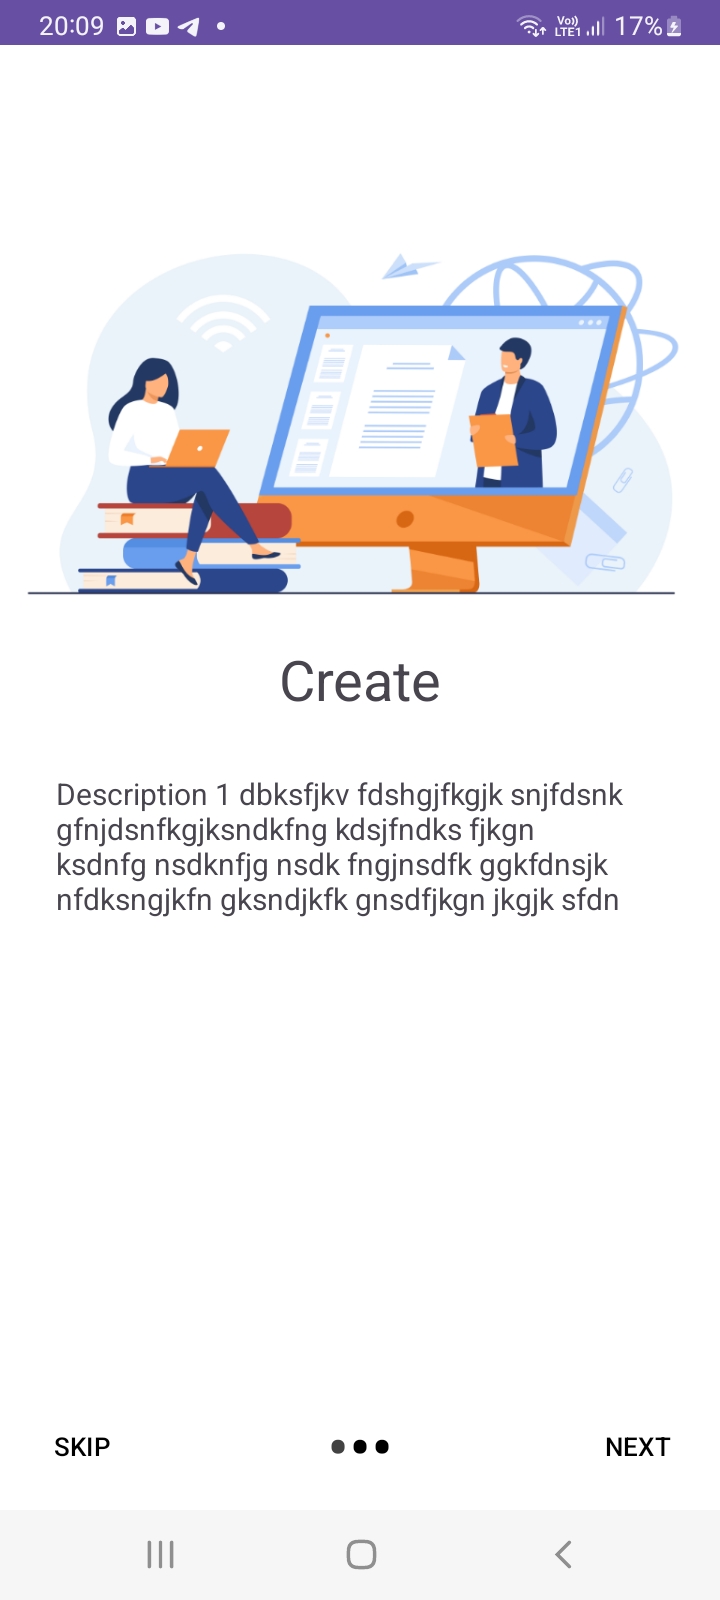 20:09 Vo)) LTE1 17%
Create
Description 1 dbksfjkv fdshgjfkgjk snjfdsnk
gfnjdsnfkgjksndkfng kdsjfndks fjkgn
ksdnfg nsdknfjg nsdk fngjnsdfk ggkfdnsjk
nfdksngjkfn gksndjkfk gnsdfjkgn jkgjk sfdn
SKIP NEXT